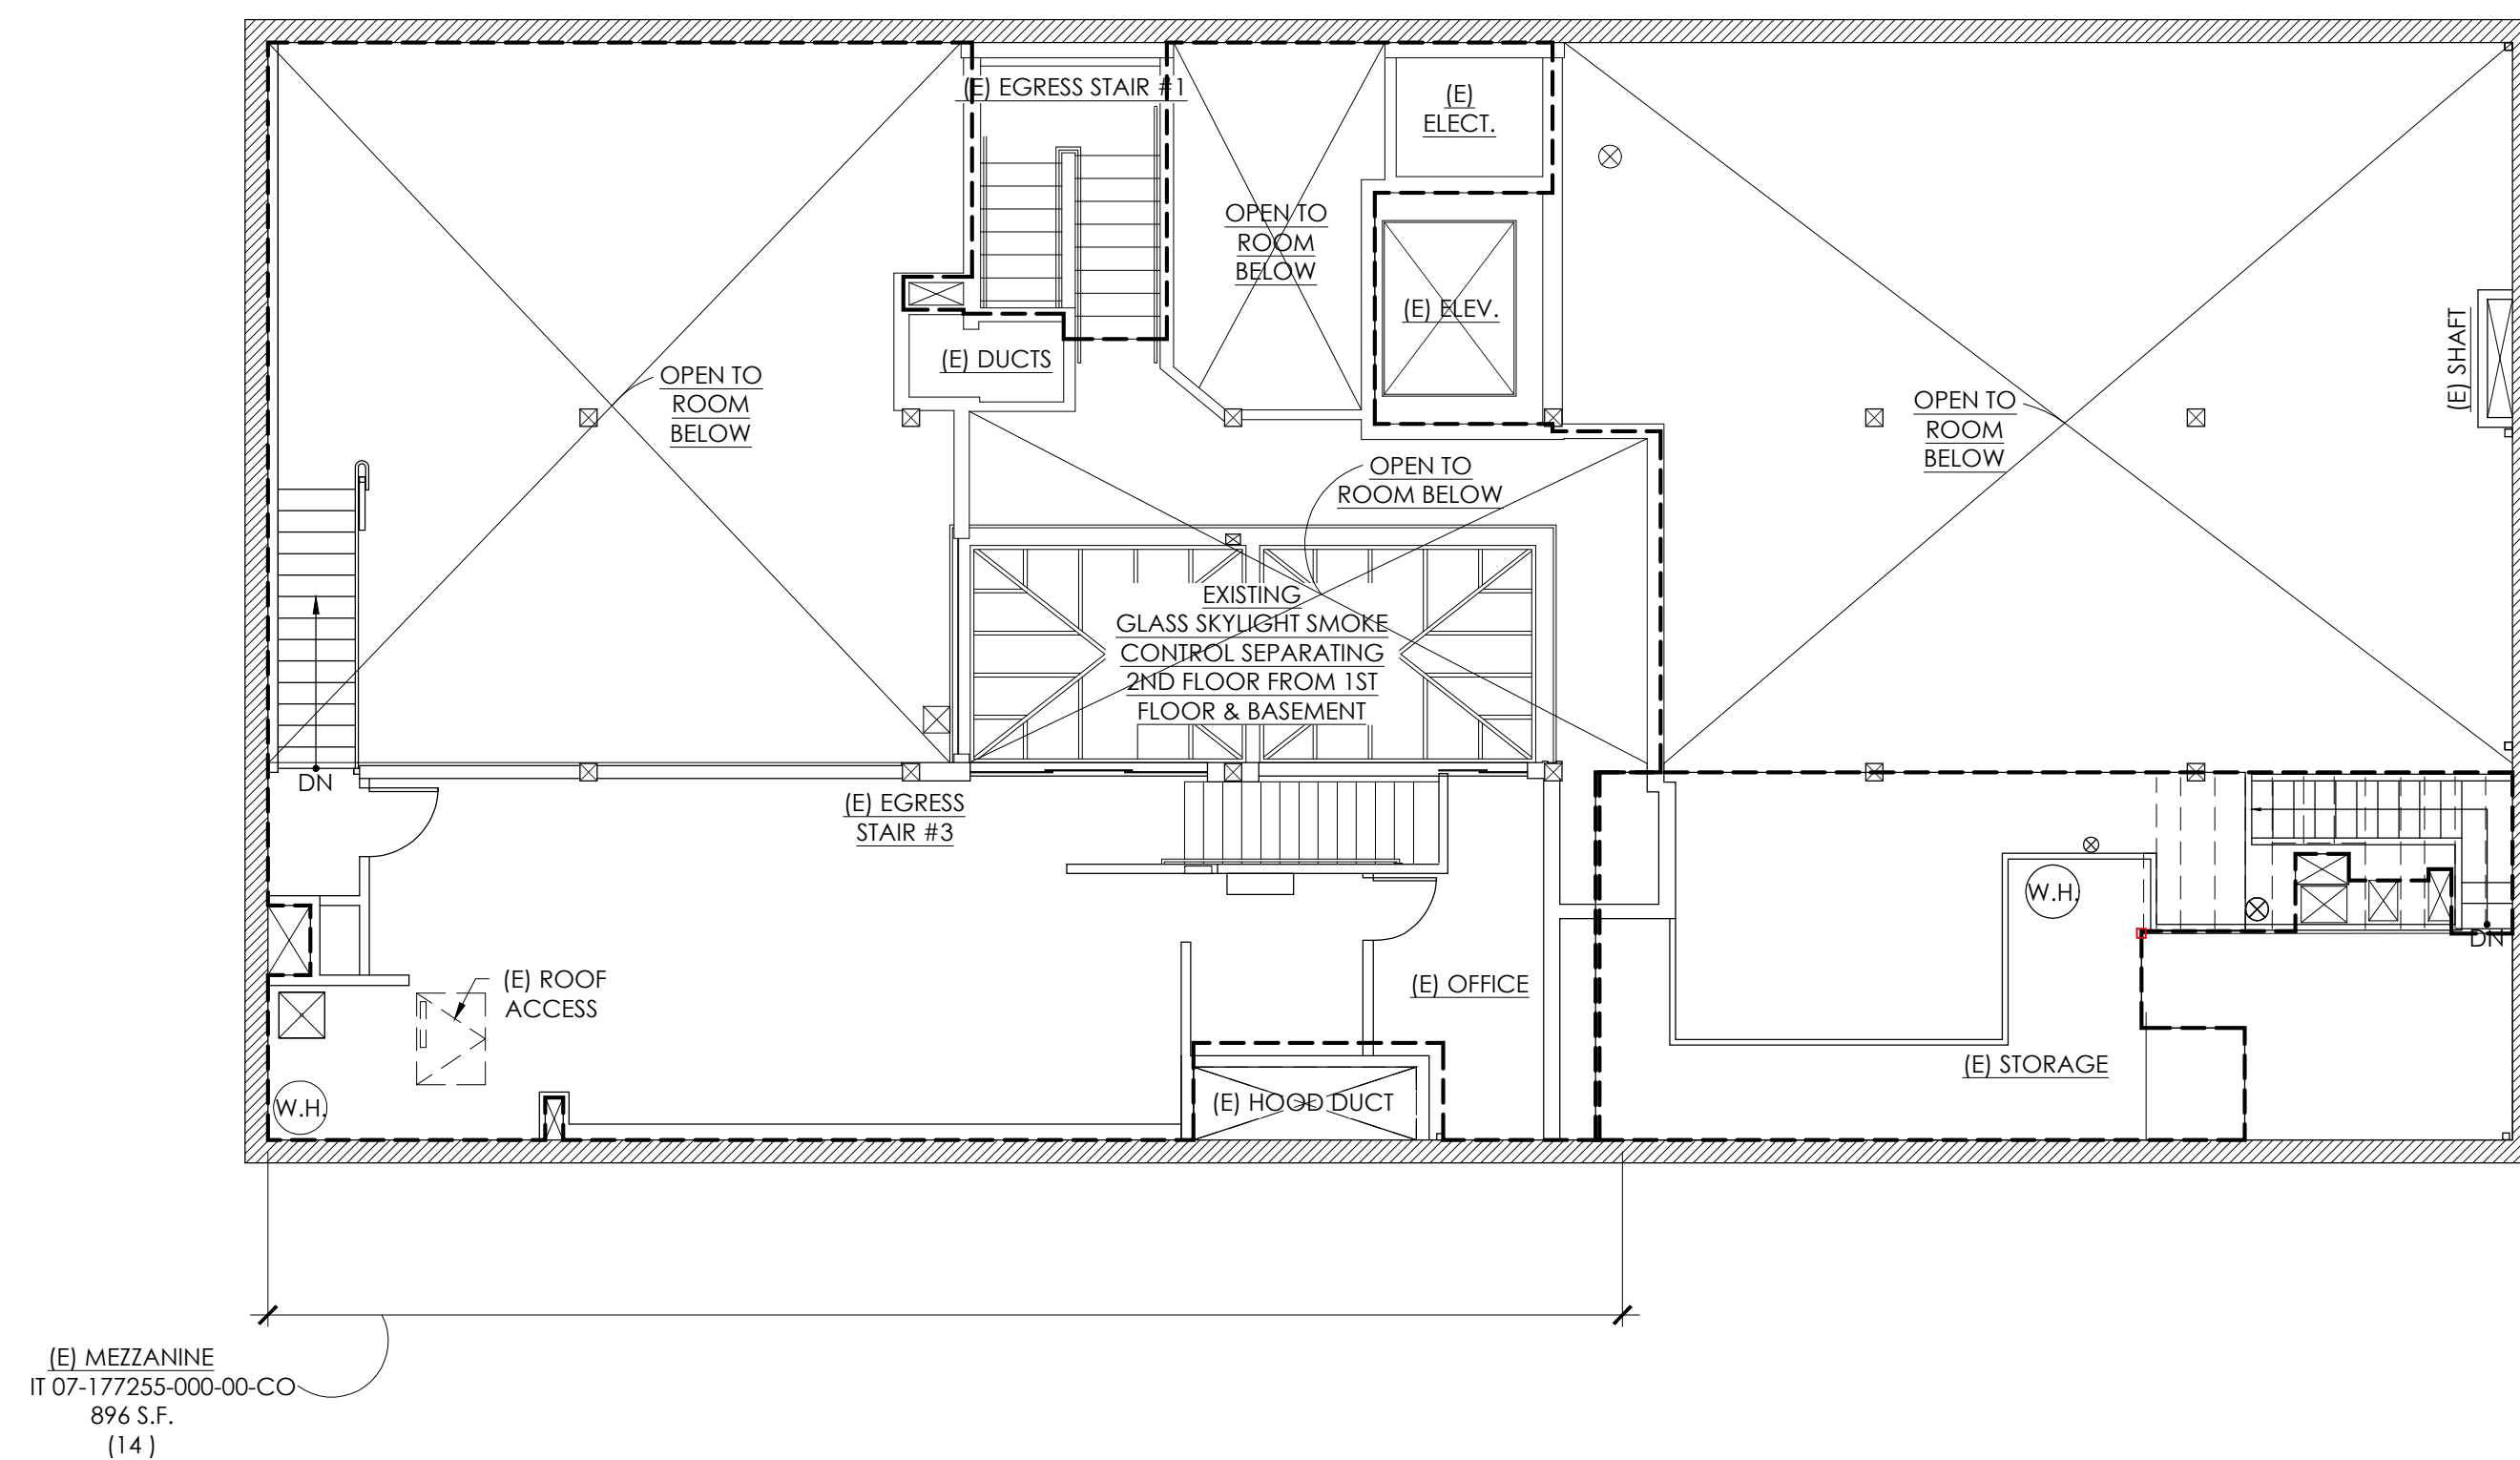 (E) EGRESS STAIR #1
(E)
ELECT.
OPEN TO
ROOM
BELOW
(E) ELEV.
(E) DUCTS
(E) SHAFT
OPEN TO
ROOM
BELOW
OPEN TO
ROOM
BELOW
OPEN TO
ROOM BELOW
EXISTING
GLASS SKYLIGHT SMOKE
CONTROL SEPARATING
2ND FLOOR FROM 1ST
FLOOR & BASEMENT
DN
(E) EGRESS
STAIR #3
W.H.
DN
(E) ROOF
ACCESS
(E) OFFICE
(E) STORAGE
W.H.
(E) HOOD DUCT
(E) MEZZANINE
IT 07-177255-000-00-CO
896 S.F.
(14 )